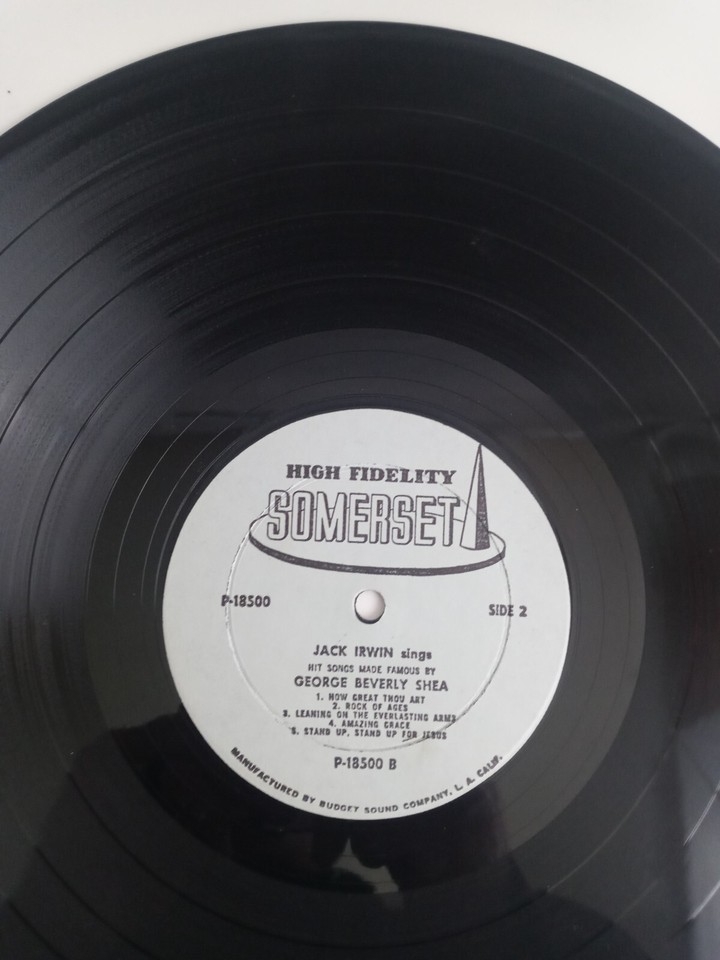 HIGH FIDELITY
SOMERSET
P-18500
SIDE 2
JACK IRWIN sings
HIT SONGS MADE FAMOUS BY
GEORGE BEVERLY SHEA
1. HOW GREAT THOU ART
2. ROCK OF AGES
3. LEANING ON THE EVERLASTING ARMS
4. AMAZING GRACE
5. STAND UP, STAND UP FOR JESUS
P-18500 B
MANUFACTURED BY BUDGET SOUND COMPANY, L. A. CALIF.